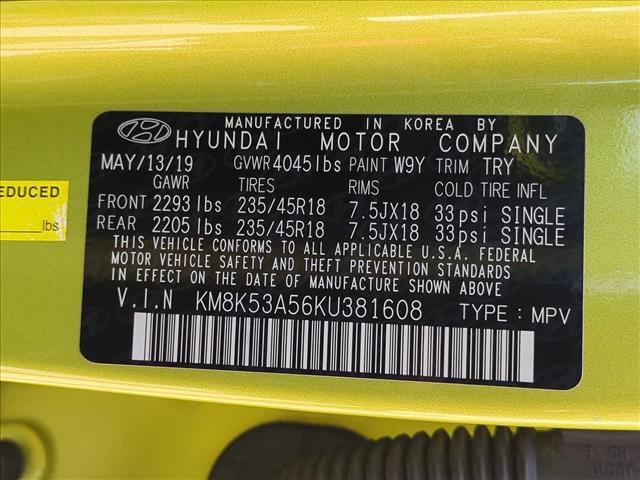 MANUFACTURED IN KOREA BY
HYUNDAI MOTOR COMPANY
MAY/13/19 GVWR 4045lbs PAINT W9Y TRIM TRY
GAWR TIRES RIMS COLD TIRE INFL
FRONT 2293 lbs 235/45R18 7.5JX18 33psi SINGLE
REAR 2205 lbs 235/45R18 7.5JX18 33psi SINGLE
THIS VEHICLE CONFORMS TO ALL APPLICABLE U.S.A. FEDERAL
MOTOR VEHICLE SAFETY AND THEFT PREVENTION STANDARDS
IN EFFECT ON THE DATE OF MANUFACTURE SHOWN ABOVE
V.I.N KM8K53A56KU381608 TYPE : MPV
EDUCED
lbs